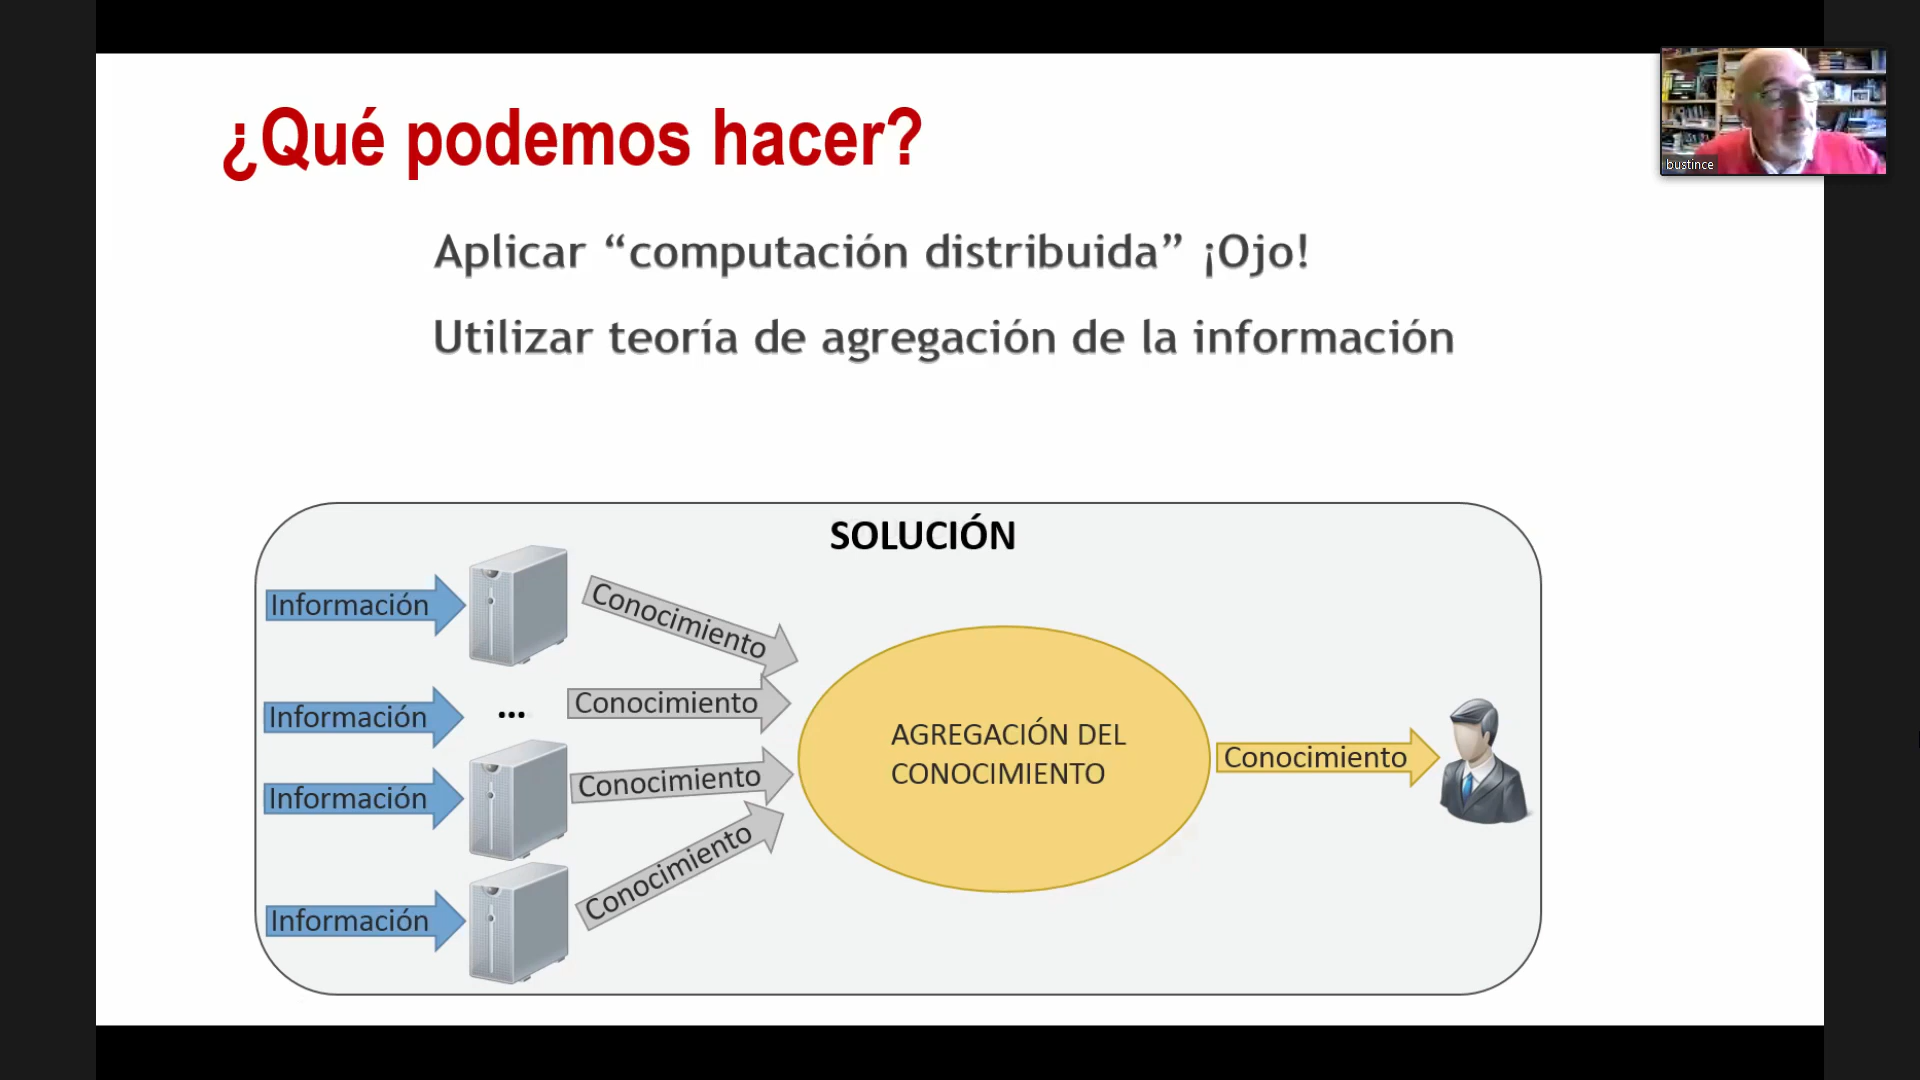 ¿Qué podemos hacer?
bustince
Aplicar “computación distribuida” ¡Ojo!
Utilizar teoría de agregación de la información
SOLUCIÓN
Información
Conocimiento
Información
...
Conocimiento
Información
Conocimiento
Información
Conocimiento
AGREGACIÓN DEL
CONOCIMIENTO
Conocimiento